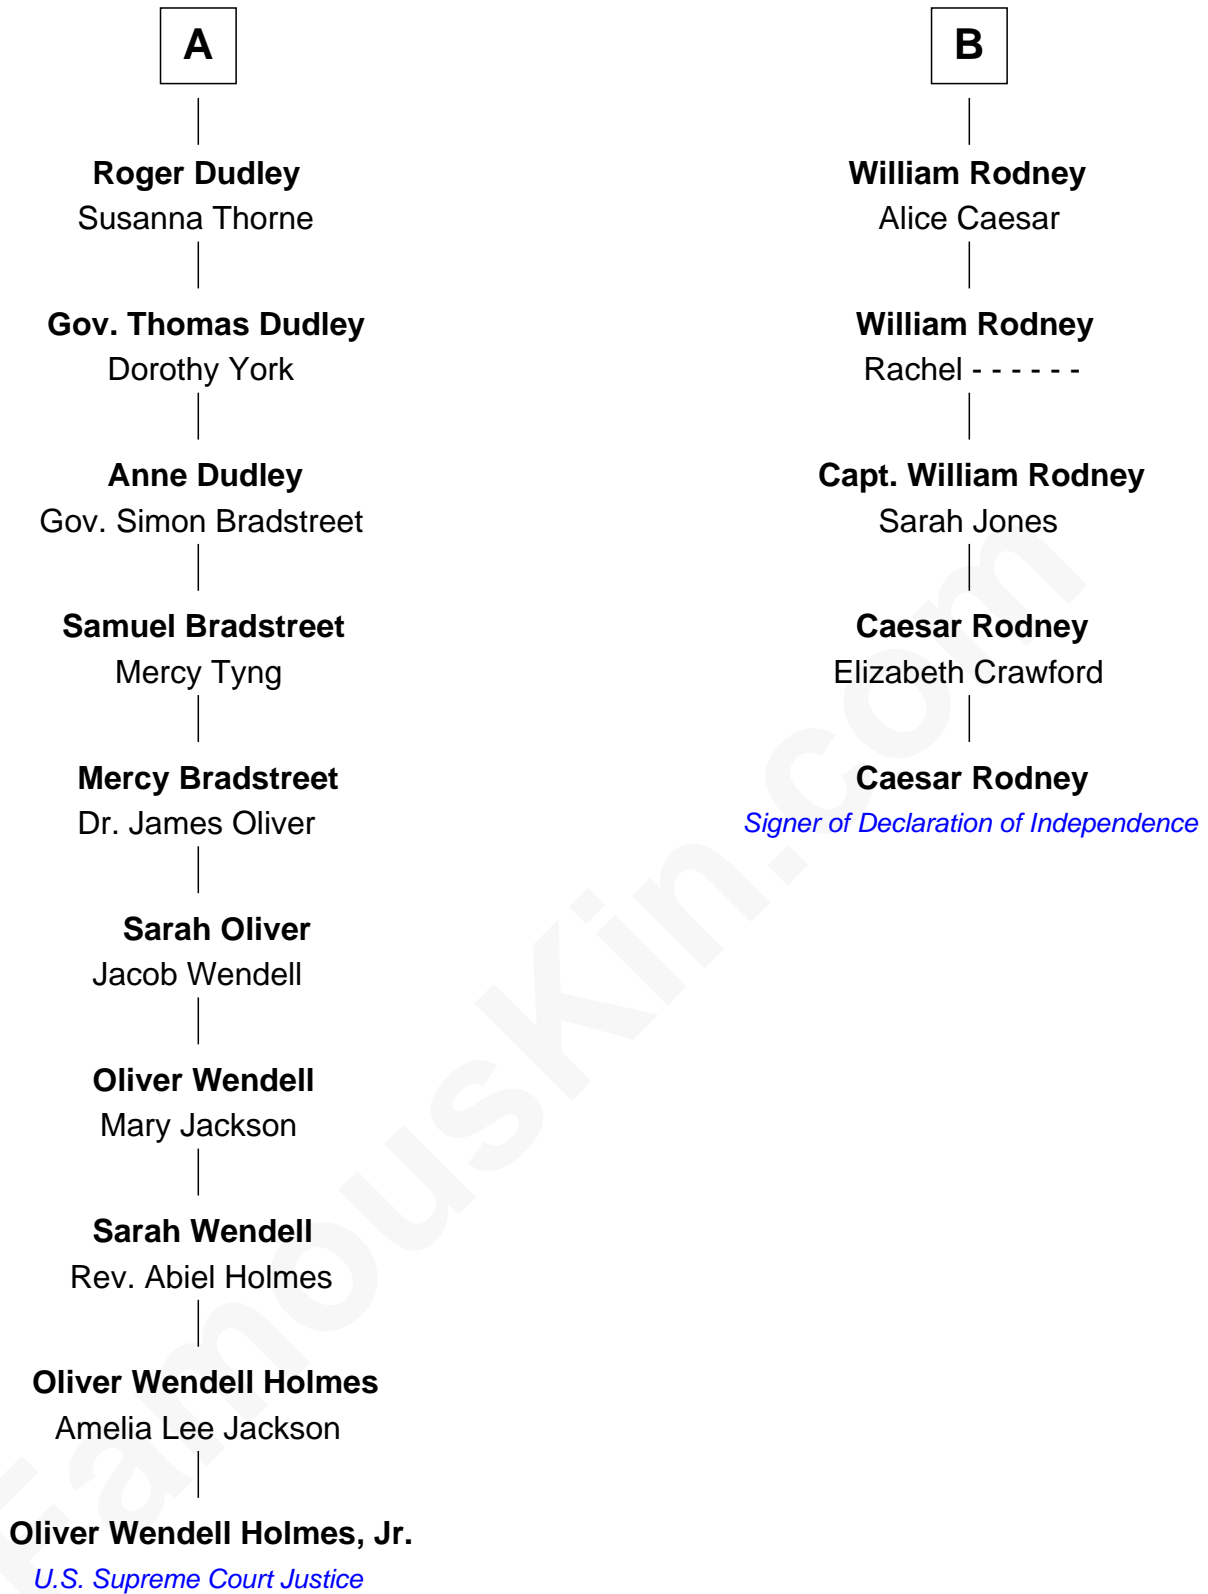 A
Roger Dudley
Susanna Thorne
Gov. Thomas Dudley
Dorothy York
Anne Dudley
Gov. Simon Bradstreet
Samuel Bradstreet
Mercy Tyng
Mercy Bradstreet
Dr. James Oliver
Sarah Oliver
Jacob Wendell
Oliver Wendell
Mary Jackson
Sarah Wendell
Rev. Abiel Holmes
Oliver Wendell Holmes
Amelia Lee Jackson
Oliver Wendell Holmes, Jr.
U.S. Supreme Court Justice
B
William Rodney
Alice Caesar
William Rodney
Rachel - - - - - -
Capt. William Rodney
Sarah Jones
Caesar Rodney
Elizabeth Crawford
Caesar Rodney
Signer of Declaration of Independence
FamousKin.com